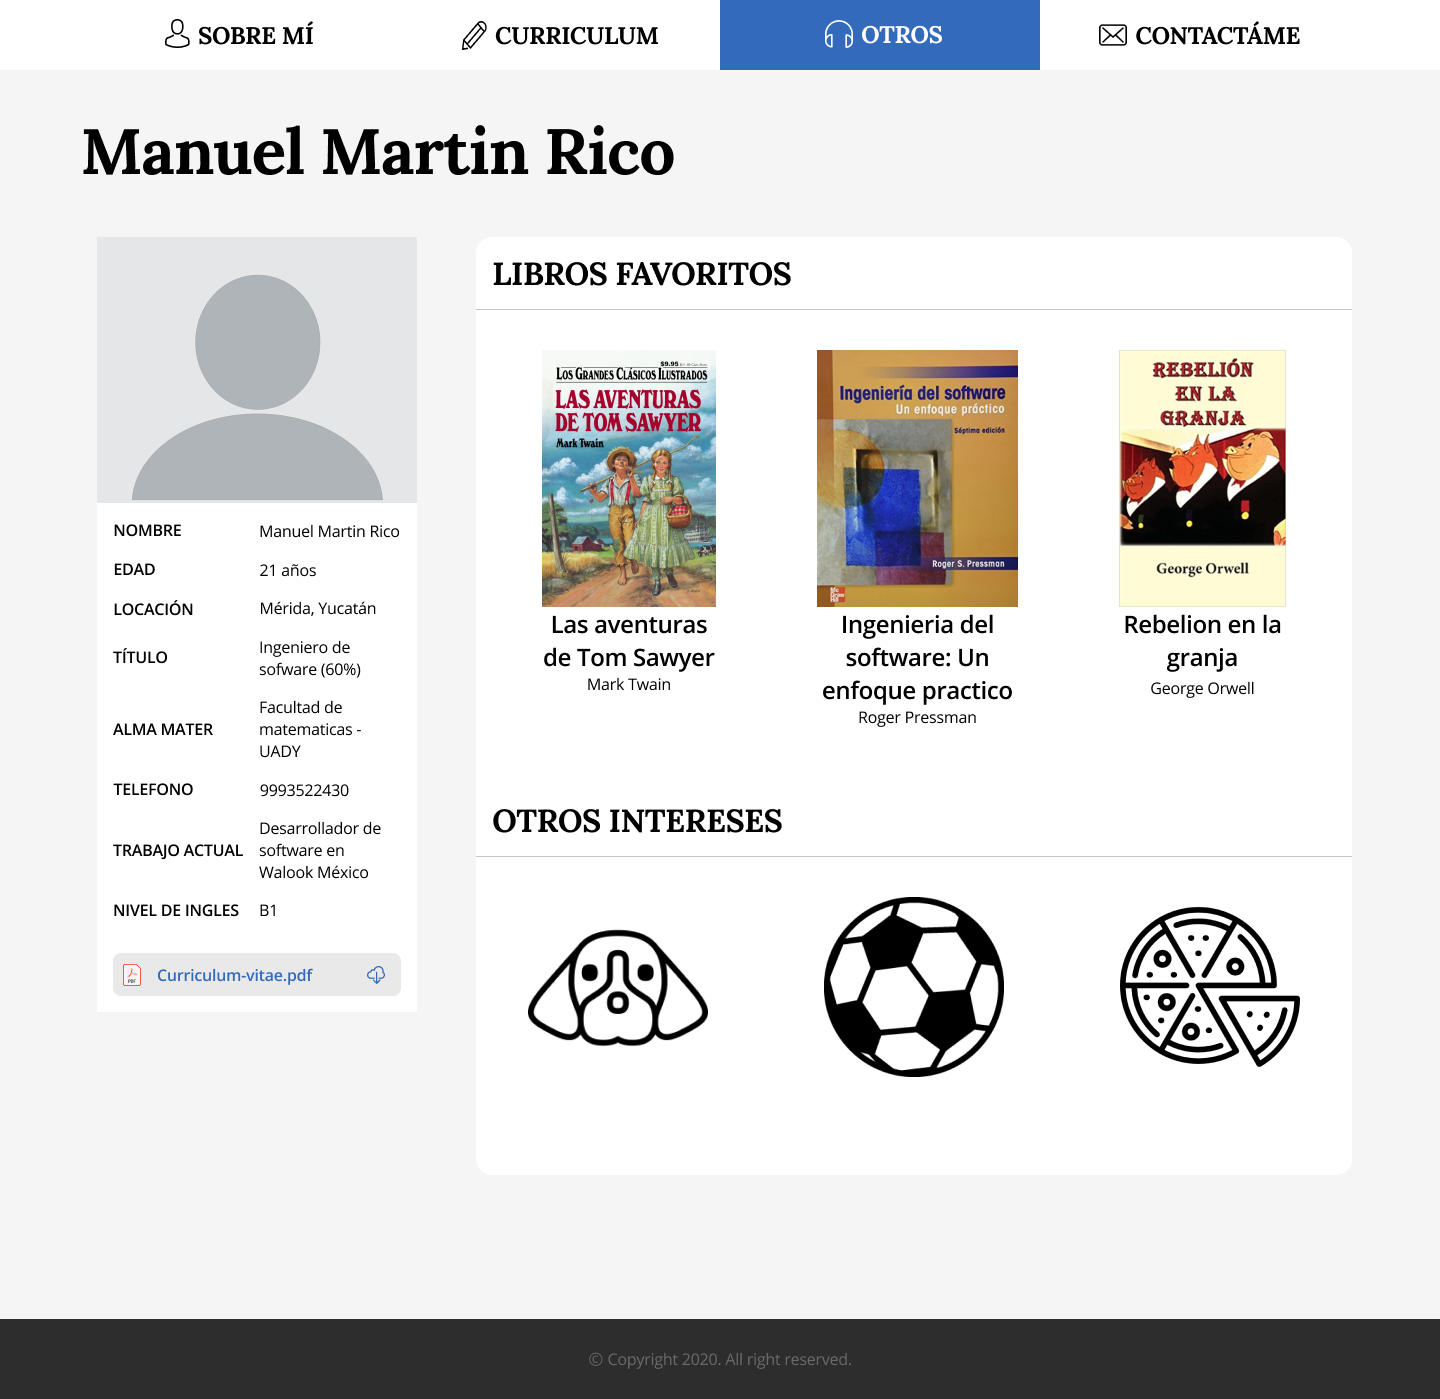 SOBRE MÍ
CURRICULUM
OTROS
CONTACTÁME
Manuel Martin Rico
NOMBRE Manuel Martin Rico
EDAD 21 años
LOCACIÓN Mérida, Yucatán
TÍTULO Ingeniero de
sofware (60%)
ALMA MATER Facultad de
matematicas -
UADY
TELEFONO 9993522430
TRABAJO ACTUAL Desarrollador de
software en
Walook México
NIVEL DE INGLES B1
PDF
Curriculum-vitae.pdf
LIBROS FAVORITOS
$9.95
LOS GRANDES CLÁSICOS ILUSTRADOS
LAS AVENTURAS
DE TOM SAWYER
Mark Twain
Las aventuras
de Tom Sawyer
Mark Twain
Ingeniería del software
Un enfoque práctico
Séptima edición
Roger S. Pressman
Mc
Graw
Hill
Ingenieria del
software: Un
enfoque practico
Roger Pressman
REBELIÓN
EN LA
GRANJA
George Orwell
Rebelion en la
granja
George Orwell
OTROS INTERESES
© Copyright 2020. All right reserved.